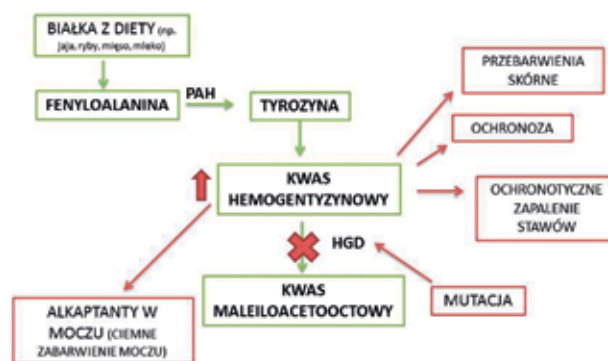 BIAŁKA Z DIETY (np.
jaja, ryby, mięso, mleko)
FENYLOALANINA
PAH
TYROZYNA
PRZEBARWIENIA
SKÓRNE
OCHRONOZA
KWAS
HEMOGENTYZYNOWY
OCHRONOTYCZNE
ZAPALENIE
STAWÓW
HGD
KWAS
MALEILOACETOOCTOWY
MUTACJA
ALKAPTANTY W
MOCZU (CIEMNE
ZABARWIENIE MOCZU)